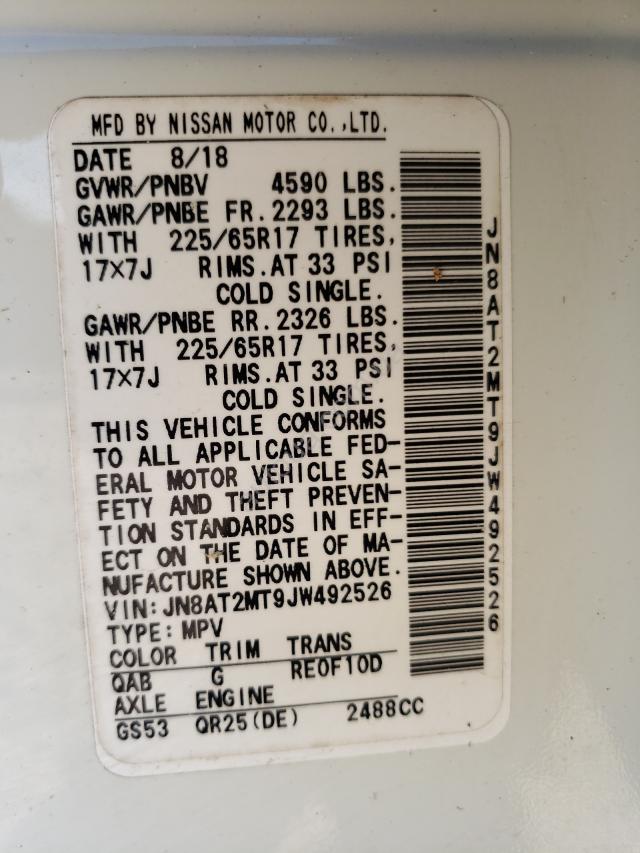 MFD BY NISSAN MOTOR CO.,LTD.
DATE 8/18
GVWR/PNBV 4590 LBS.
GAWR/PNBE FR.2293 LBS.
WITH 225/65R17 TIRES,
17×7J RIMS.AT 33 PSI
COLD SINGLE.
GAWR/PNBE RR.2326 LBS.
WITH 225/65R17 TIRES,
17×7J RIMS.AT 33 PSI
COLD SINGLE.
THIS VEHICLE CONFORMS
TO ALL APPLICABLE FED-
ERAL MOTOR VEHICLE SA-
FETY AND THEFT PREVEN-
TION STANDARDS IN EFF-
ECT ON THE DATE OF MA-
NUFACTURE SHOWN ABOVE.
VIN:JN8AT2MT9JW492526
TYPE:MPV
COLOR TRIM TRANS
QAB G RE0F10D
AXLE ENGINE
GS53 QR25(DE) 2488CC
JN8AT2MT9JW492526